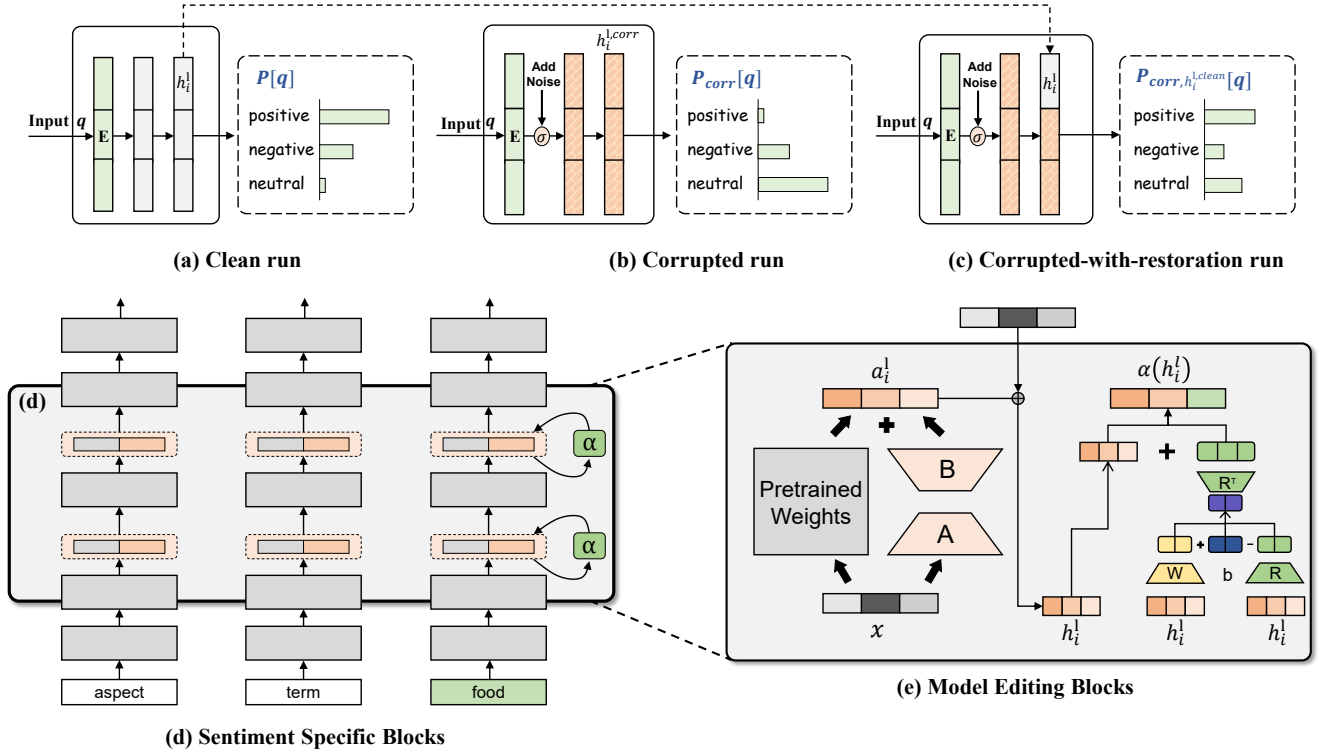 P[q]
positive
negative
neutral
Input q
E
h_i^l
(a) Clean run
h_i^{l,corr}
Add
Noise
P_corr[q]
positive
negative
neutral
Input q
E
σ
(b) Corrupted run
Add
Noise
h_i^l
P_{corr, h_i^{l,clean}}[q]
positive
negative
neutral
Input q
E
σ
(c) Corrupted-with-restoration run
(d)
α
α
aspect
term
food
(d) Sentiment Specific Blocks
a_i^l
+
⊕
Pretrained
Weights
B
A
x
h_i^l
α(h_i^l)
+
R^T
+
-
W
b
R
h_i^l
h_i^l
(e) Model Editing Blocks